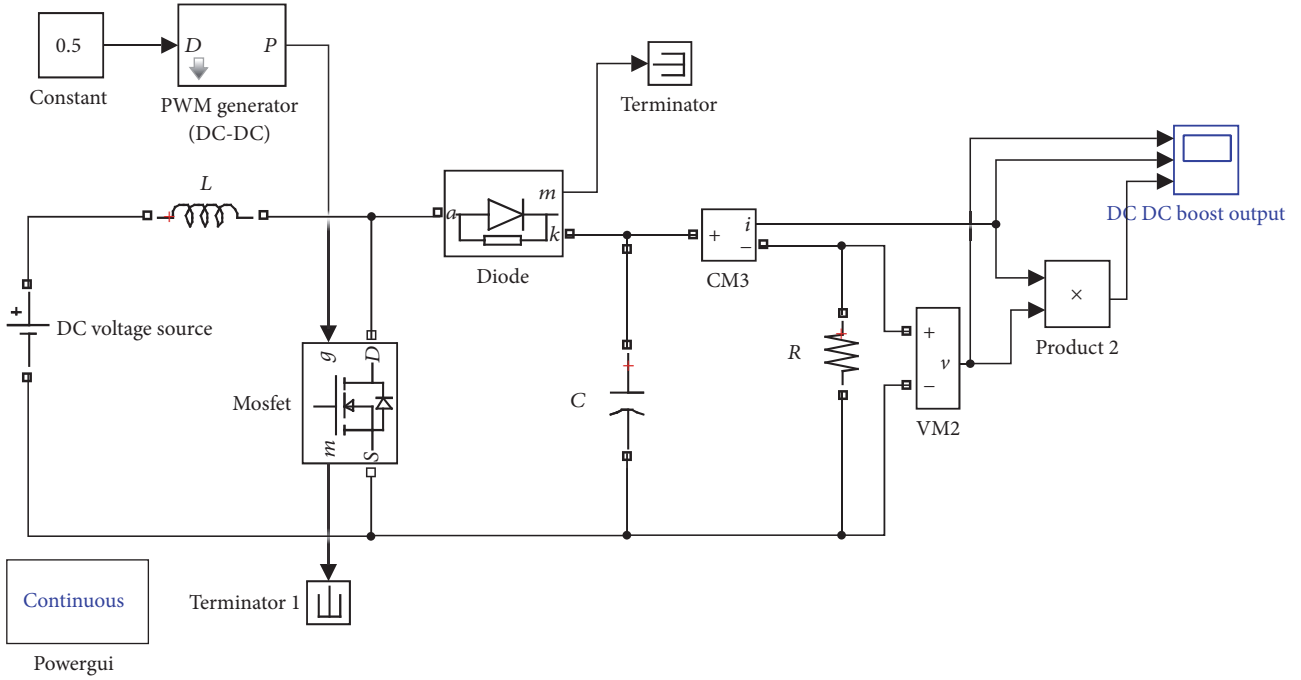 0.5
Constant
D
P
PWM generator
(DC-DC)
Terminator
L
a
m
k
Diode
+
i
−
CM3
DC DC boost output
×
Product 2
+
DC voltage source
g
D
m
S
Mosfet
C
R
+
v
−
VM2
Continuous
Powergui
Terminator 1